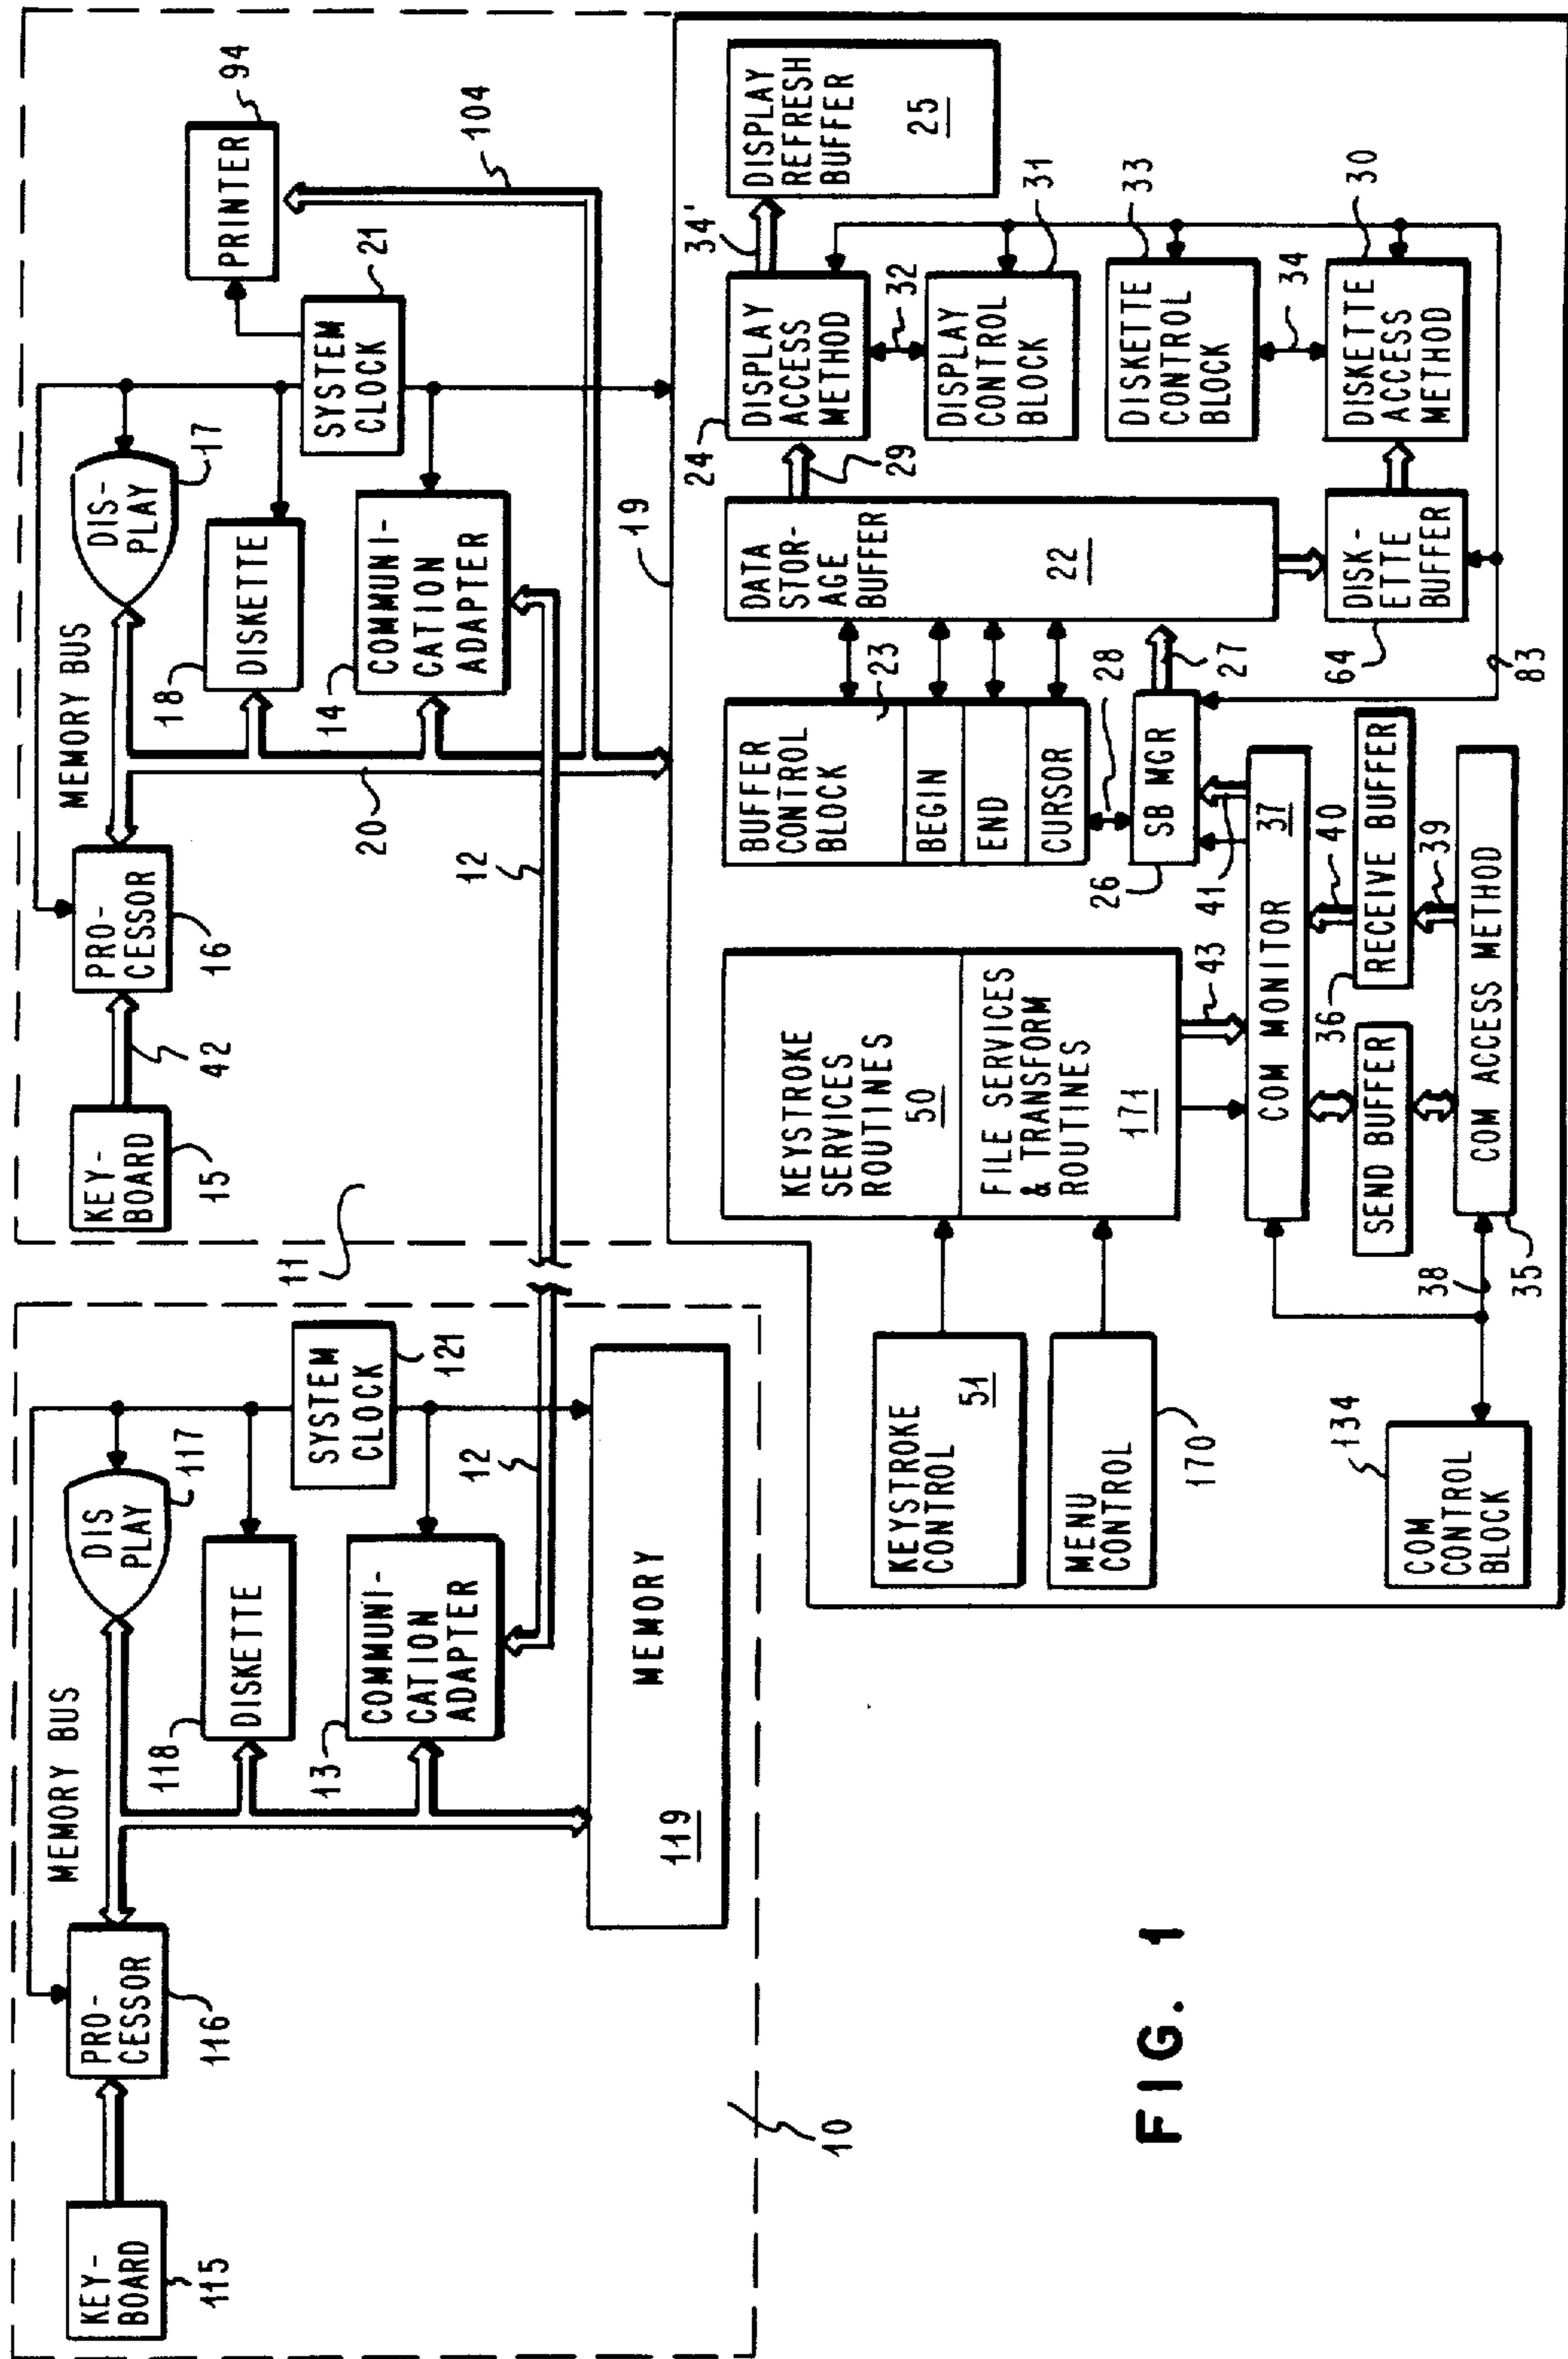 KEY-
BOARD
115
PRO-
CESSOR
116
MEMORY BUS
DIS
PLAY
117
DISKETTE
118
SYSTEM
CLOCK
121
COMMUNI-
CATION
ADAPTER
13
12
MEMORY
119
10
11
KEY-
BOARD
15
42
PRO-
CESSOR
16
MEMORY BUS
20
DIS-
PLAY
17
DISKETTE
18
SYSTEM
CLOCK
21
COMMUNI-
CATION
ADAPTER
14
12
PRINTER
94
104
19
KEYSTROKE
CONTROL
51
MENU
CONTROL
170
COM
CONTROL
BLOCK
134
KEYSTROKE
SERVICES
ROUTINES
50
FILE SERVICES
& TRANSFORM
ROUTINES
171
43
COM MONITOR
37
SEND BUFFER
36
RECEIVE BUFFER
40
39
COM ACCESS METHOD
38
35
BUFFER
CONTROL
BLOCK
23
BEGIN
END
CURSOR
28
SB MGR
26
41
27
DATA
STOR-
AGE
BUFFER
22
29
DISK-
ETTE
BUFFER
64
83
DISPLAY
ACCESS
METHOD
24
34'
32
DISPLAY
REFRESH
BUFFER
25
DISPLAY
CONTROL
BLOCK
31
DISKETTE
CONTROL
BLOCK
33
34
DISKETTE
ACCESS
METHOD
30
FIG. 1